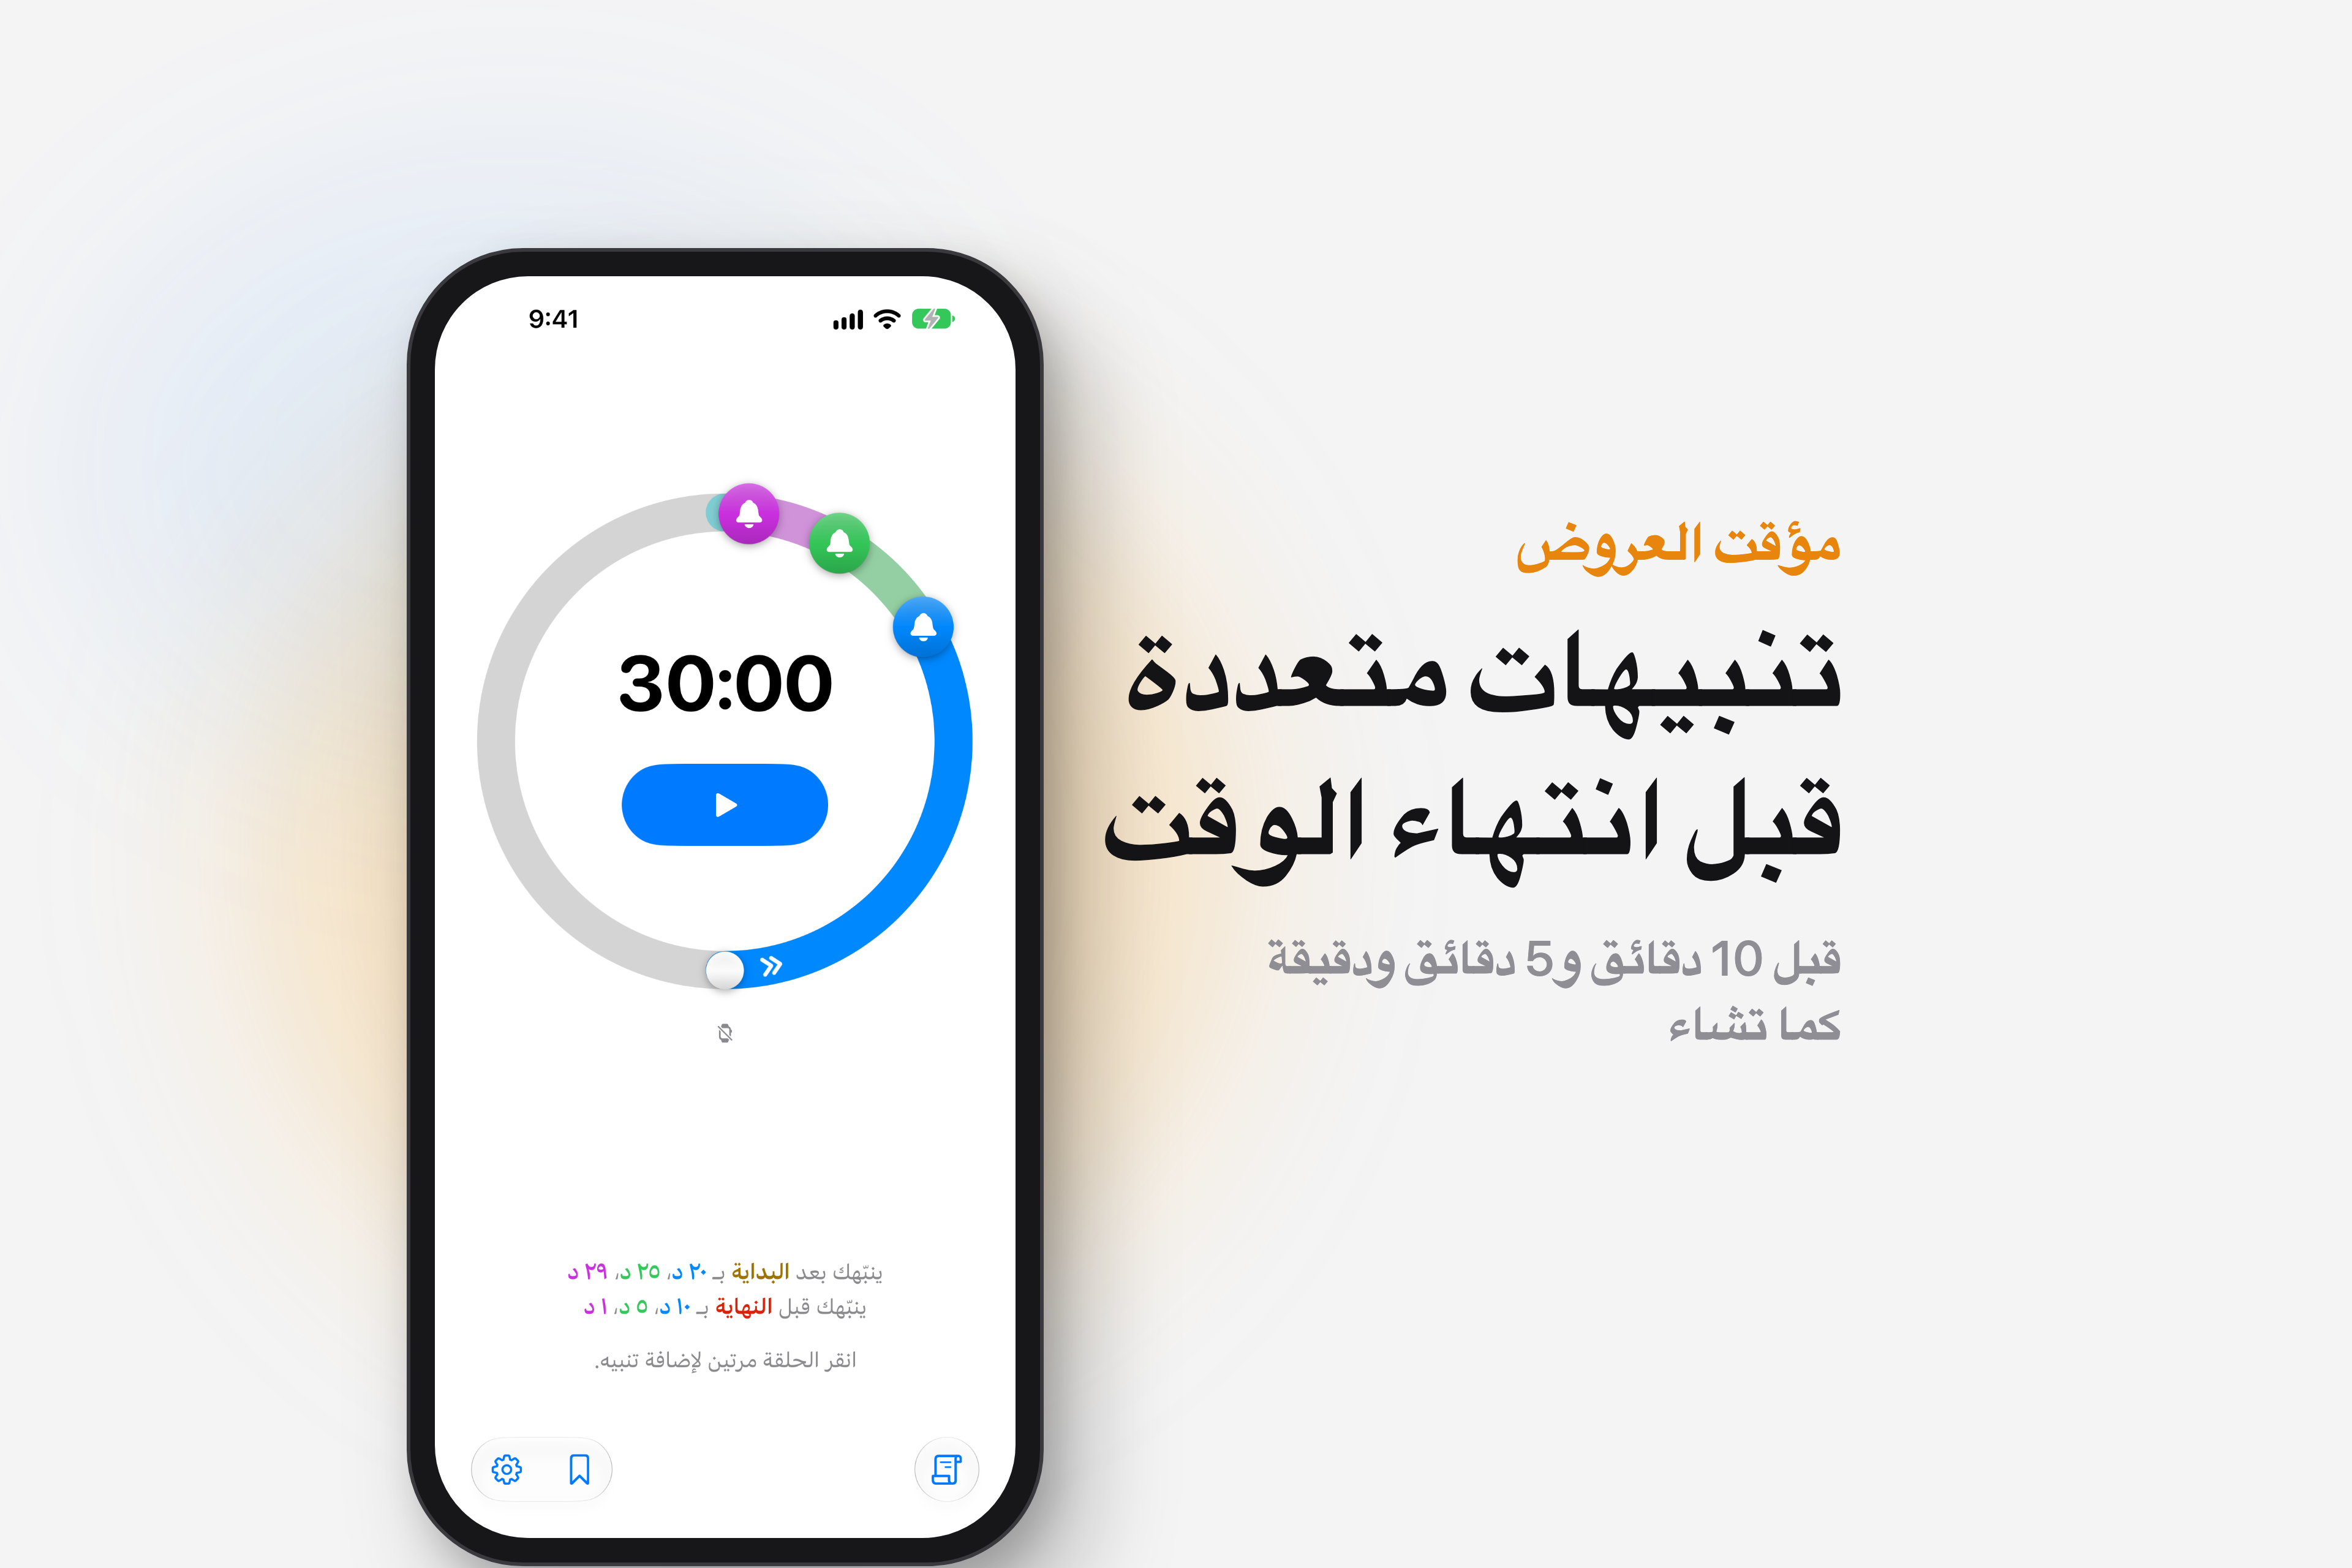 مؤقت العروض
تنبيهات متعددة
قبل انتهاء الوقت
قبل 10 دقائق و5 دقائق ودقيقة
كما تشاء
9:41
30:00
ينبّهك بعد البداية بـ ٢٠ د، ٢٥ د، ٢٩ د
ينبّهك قبل النهاية بـ ١٠ د، ٥ د، ١ د
انقر الحلقة مرتين لإضافة تنبيه.